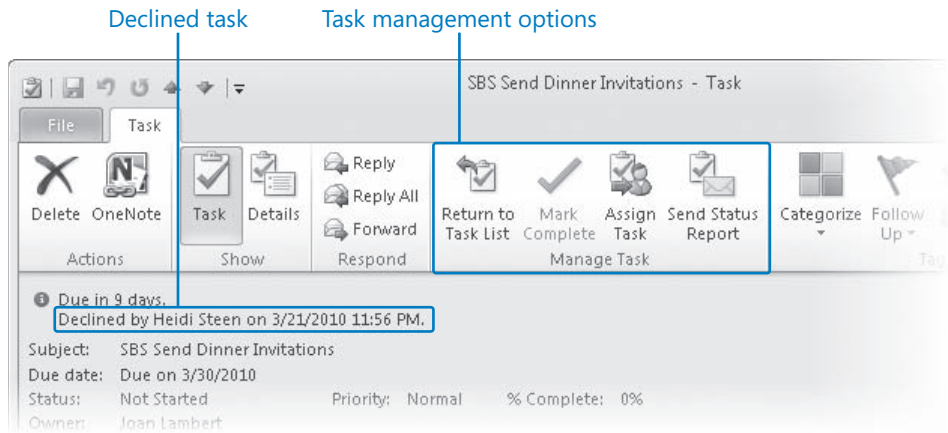 Declined task
Task management options
SBS Send Dinner Invitations - Task
File
Task
Delete
OneNote
Actions
Task
Details
Show
Reply
Reply All
Forward
Respond
Return to
Task List
Mark
Complete
Assign
Task
Send Status
Report
Manage Task
Categorize
Follow
Up
Tag
Due in 9 days.
Declined by Heidi Steen on 3/21/2010 11:56 PM.
Subject: SBS Send Dinner Invitations
Due date: Due on 3/30/2010
Status: Not Started Priority: Normal % Complete: 0%
Owner: Joan Lambert